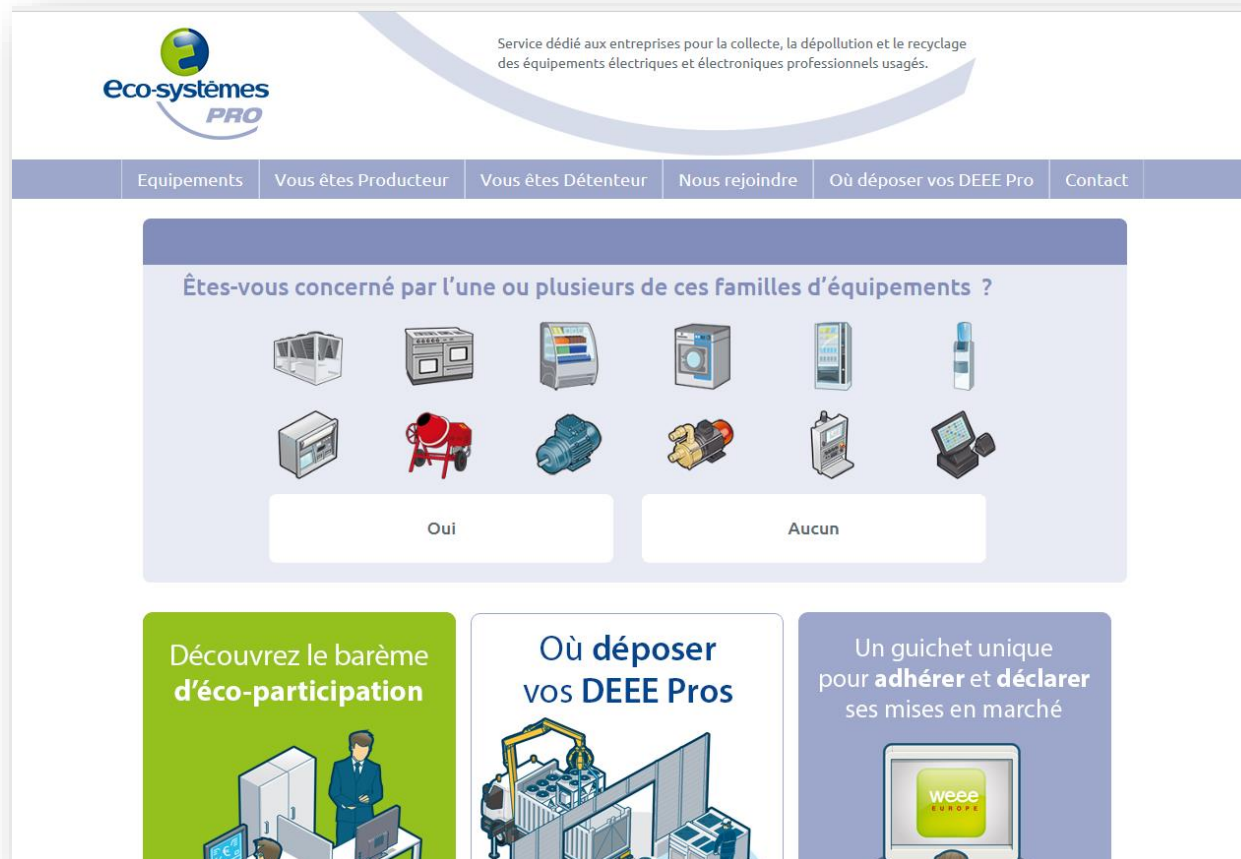 Service dédié aux entreprises pour la collecte, la dépollution et le recyclage
des équipements électriques et électroniques professionnels usagés.
eco-systèmes
PRO
Equipements
Vous êtes Producteur
Vous êtes Détenteur
Nous rejoindre
Où déposer vos DEEE Pro
Contact
Êtes-vous concerné par l'une ou plusieurs de ces familles d'équipements ?
Oui
Aucun
Découvrez le barème
d'éco-participation
Où déposer
vos DEEE Pros
Un guichet unique
pour adhérer et déclarer
ses mises en marché
weee
EUROPE